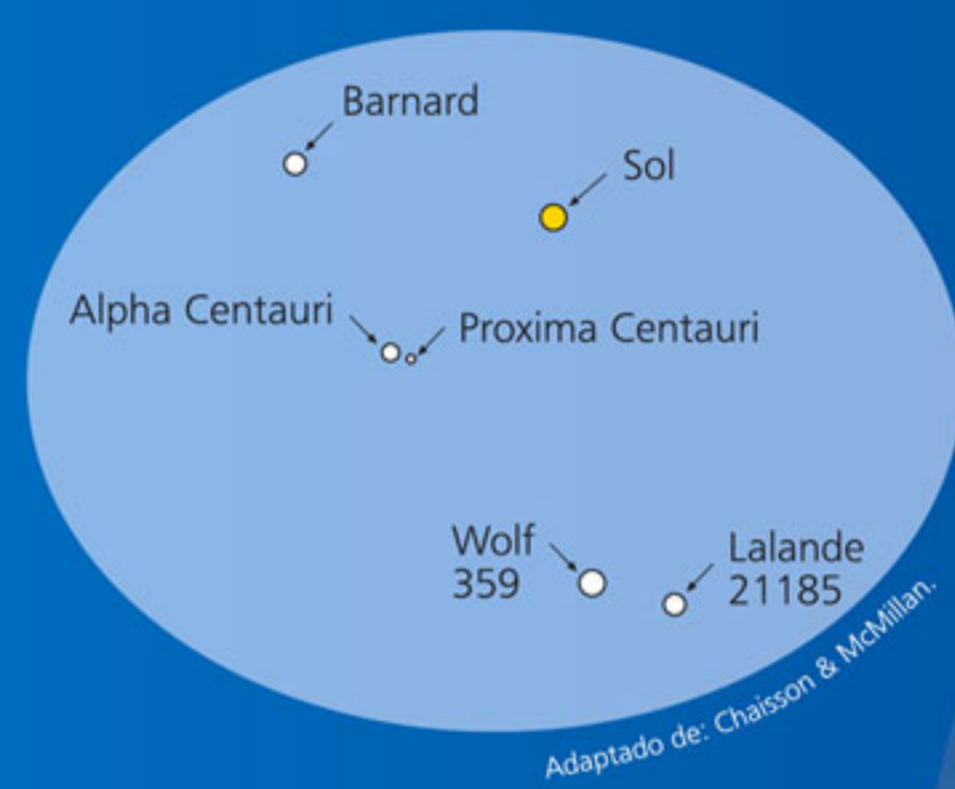 Barnard
Sol
Alpha Centauri
Proxima Centauri
Wolf
359
Lalande
21185
Adaptado de: Chaisson & McMillan.